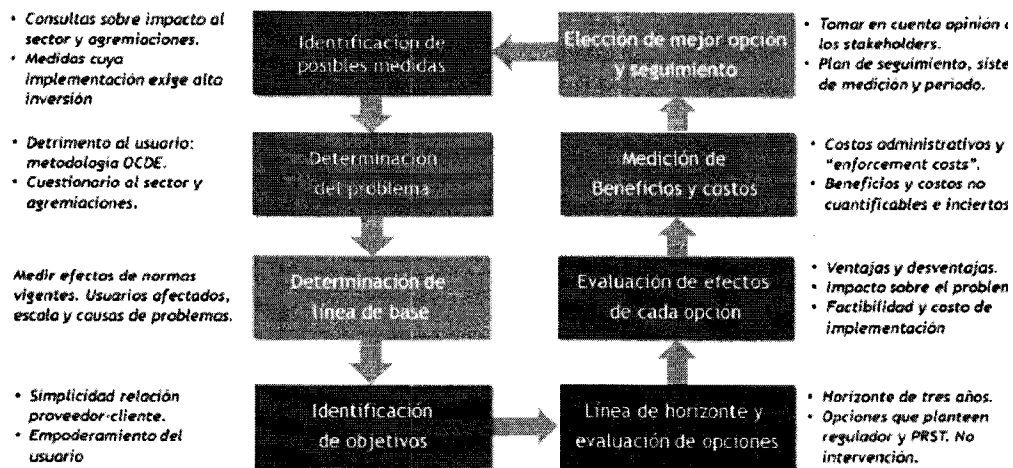 • Consultas sobre impacto al
sector y agremiaciones.
• Medidas cuya
implementación exige alta
inversión
Identificación de
posibles medidas
Elección de mejor opción
y seguimiento
• Tomar en cuenta opinión
los stakeholders.
• Plan de seguimiento,
de medición y periodo.
• Detrimento al usuario:
metodología OCDE.
• Cuestionario al sector y
agremiaciones.
Determinación
del problema
Medición de
Beneficios y costos
• Costos administrativos y
"enforcement costs".
• Beneficios y costos no
cuantificables e inciertos
Medir efectos de normas
vigentes. Usuarios afectados,
escala y causas de problemas.
Determinación de
línea de base
Evaluación de efectos
de cada opción
• Ventajas y desventajas.
• Impacto sobre el
• Factibilidad y costo de
implementación
• Simplicidad relación
proveedor-cliente.
• Empoderamiento del
usuario
Identificación
de objetivos
Línea de horizonte y
evaluación de opciones
• Horizonte de tres años.
• Opciones que planteen
regulador y PRST. No
intervención.